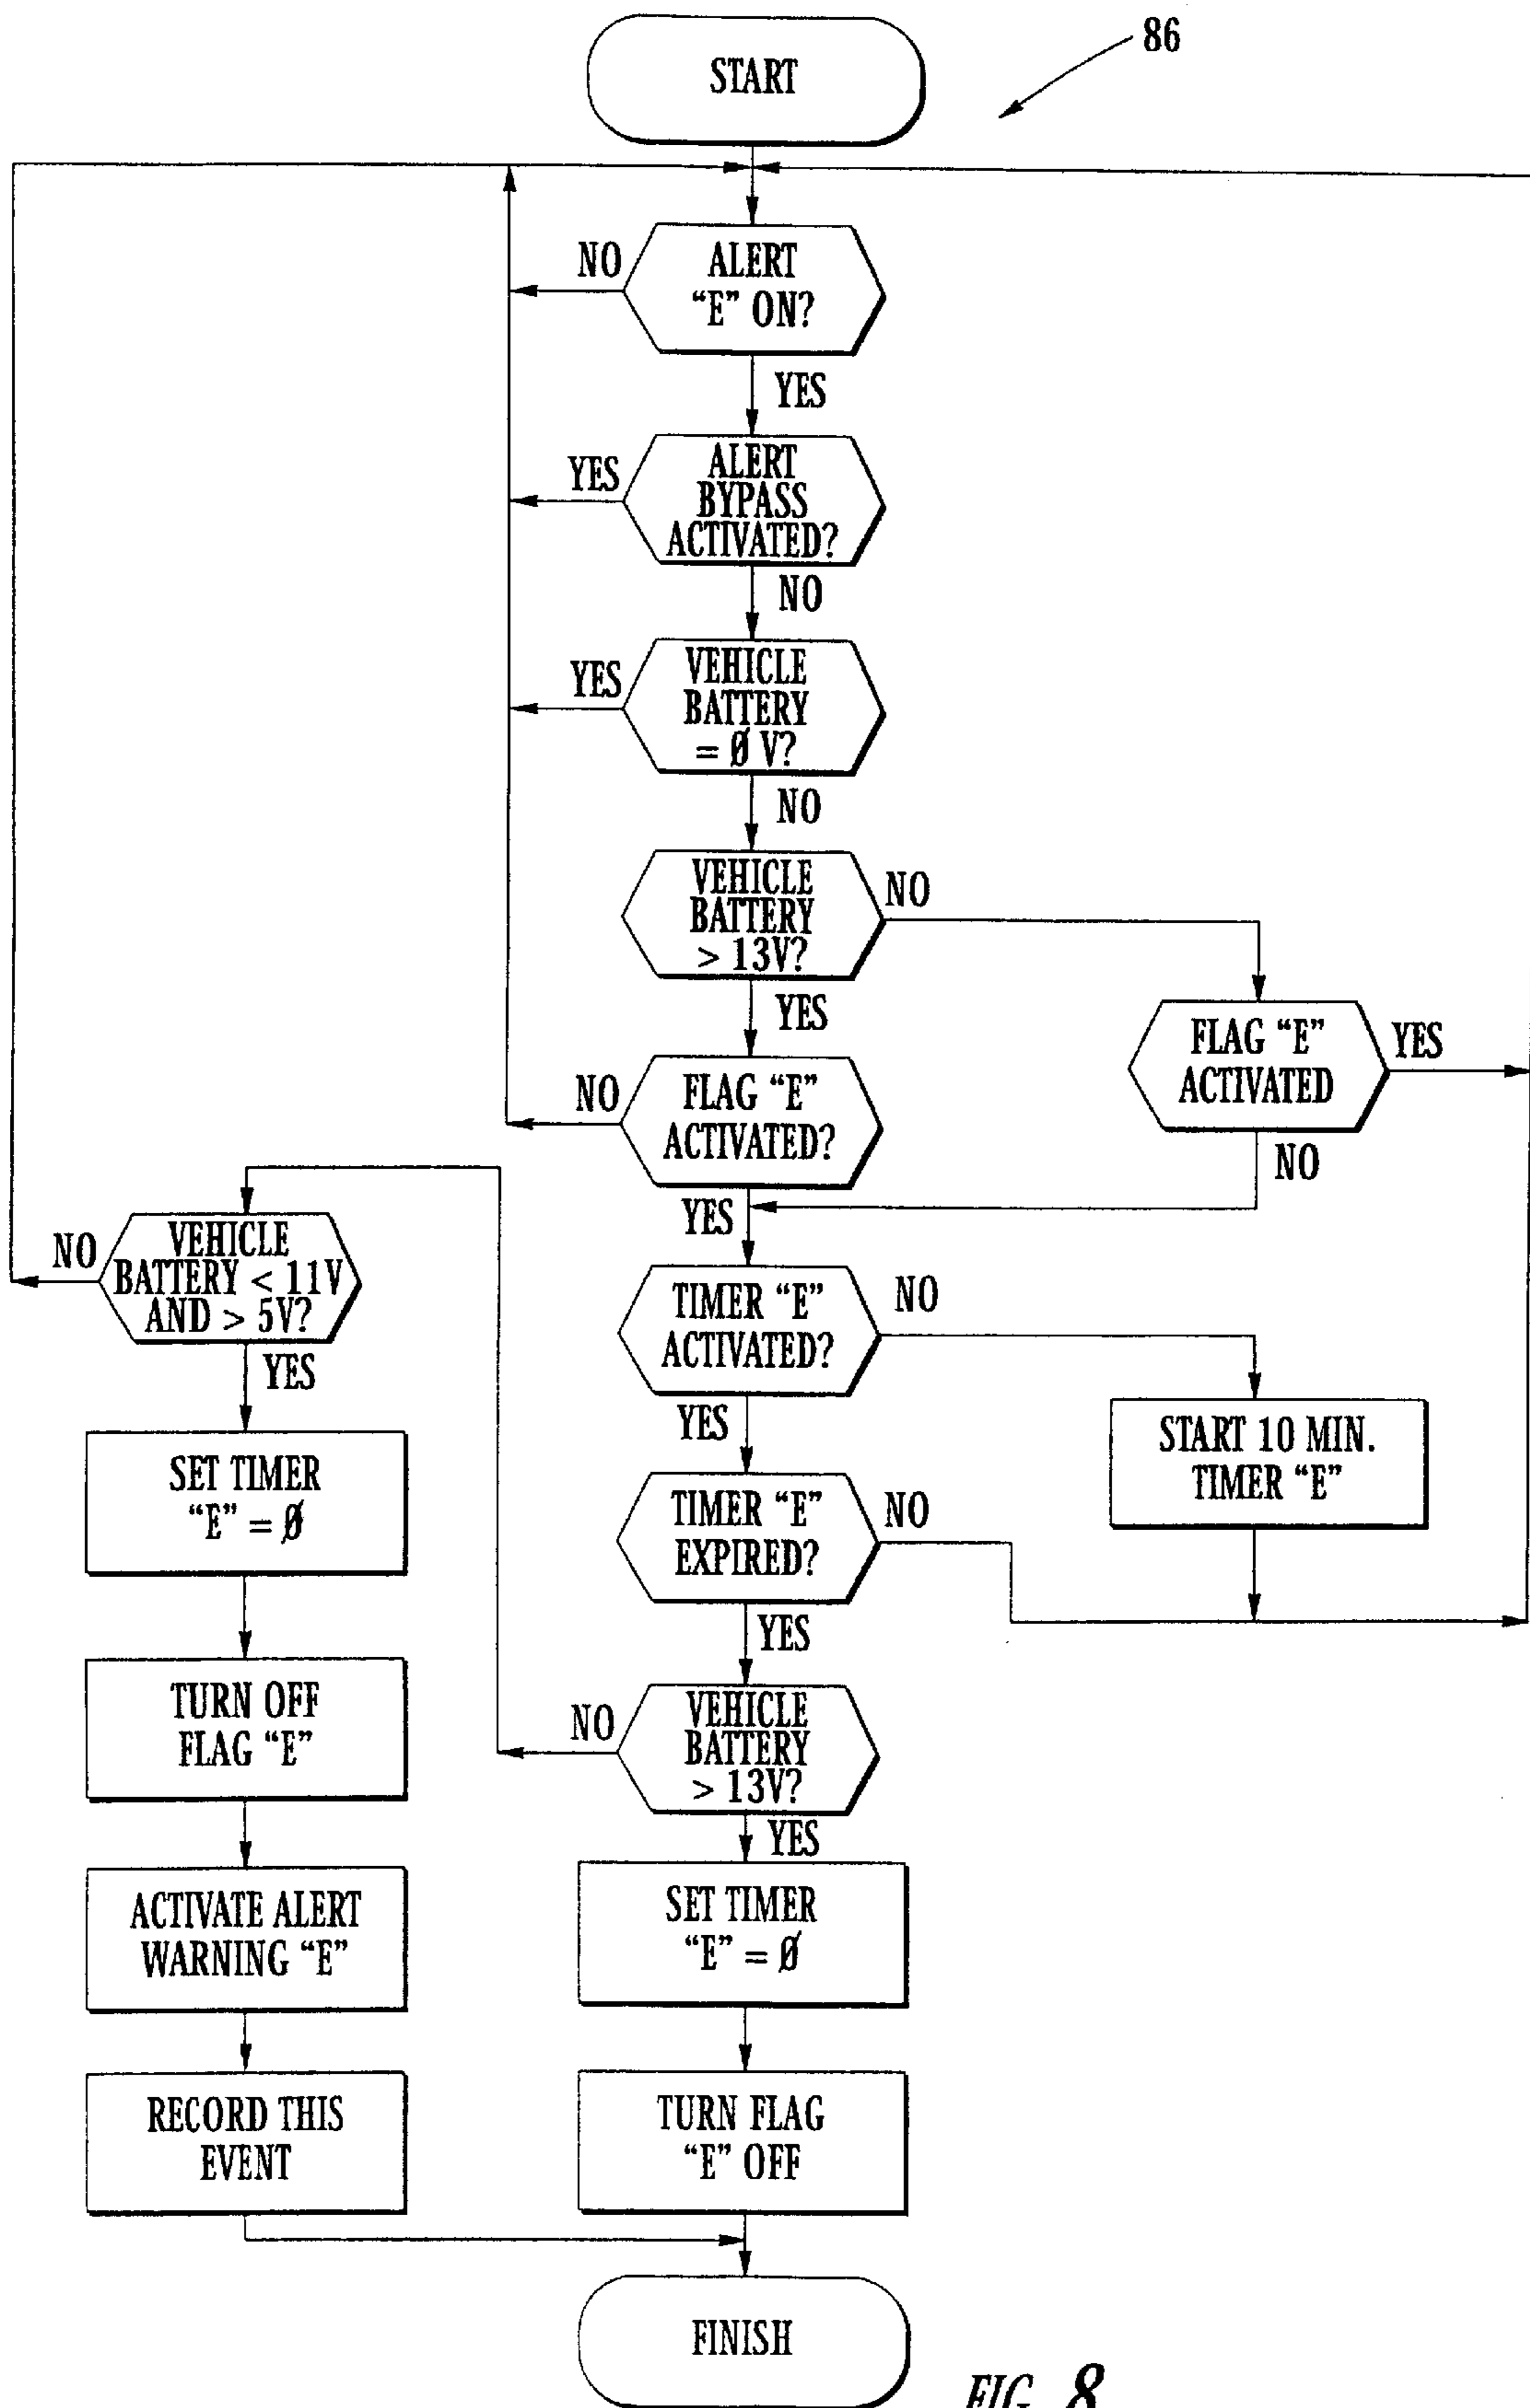 START
86
ALERT
“E” ON?
NO
YES
ALERT
BYPASS
ACTIVATED?
YES
NO
VEHICLE
BATTERY
= Ø V?
YES
NO
VEHICLE
BATTERY
> 13V?
NO
YES
FLAG “E”
ACTIVATED
YES
NO
FLAG “E”
ACTIVATED?
NO
YES
VEHICLE
BATTERY < 11V
AND > 5V?
NO
YES
TIMER “E”
ACTIVATED?
NO
YES
START 10 MIN.
TIMER “E”
SET TIMER
“E” = Ø
TIMER “E”
EXPIRED?
NO
YES
TURN OFF
FLAG “E”
VEHICLE
BATTERY
> 13V?
NO
YES
ACTIVATE ALERT
WARNING “E”
SET TIMER
“E” = Ø
RECORD THIS
EVENT
TURN FLAG
“E” OFF
FINISH
FIG. 8